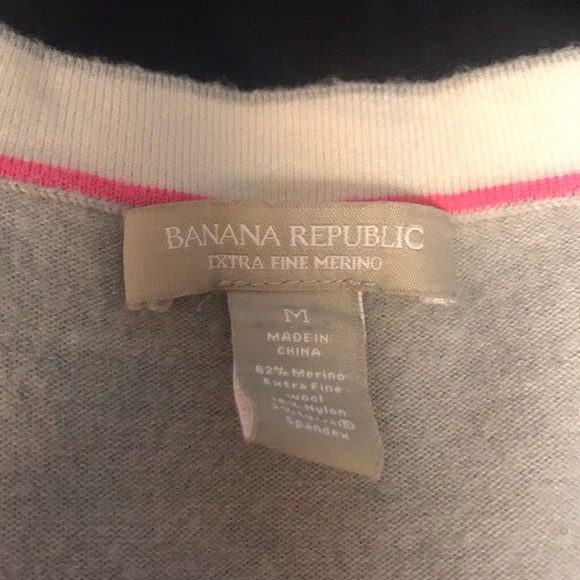 BANANA REPUBLIC
EXTRA FINE MERINO
M
MADE IN
CHINA
82% Merino
Extra Fine
Wool
Nylon
Spandex